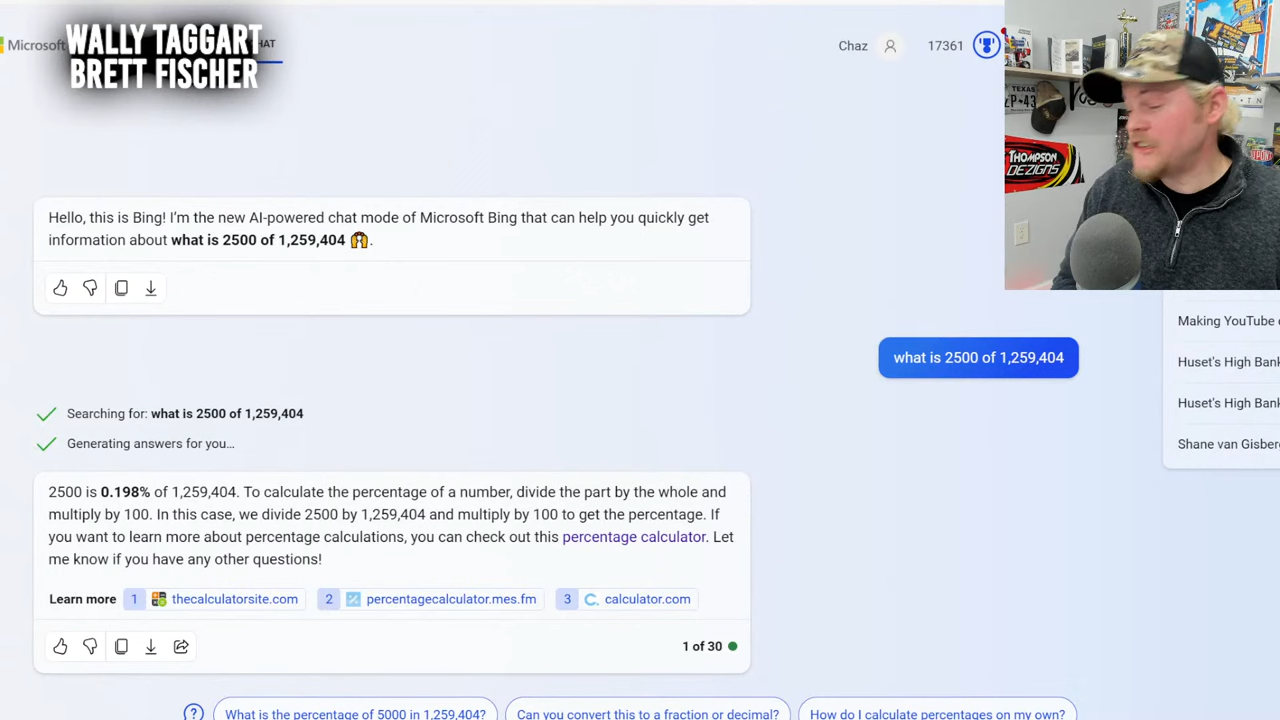 WALLY TAGGART
BRETT FISCHER
Microsoft
HAT
Chaz
17361
Hello, this is Bing! I'm the new AI-powered chat mode of Microsoft Bing that can help you quickly get
information about what is 2500 of 1,259,404
what is 2500 of 1,259,404
Searching for: what is 2500 of 1,259,404
Generating answers for you...
2500 is 0.198% of 1,259,404. To calculate the percentage of a number, divide the part by the whole and
multiply by 100. In this case, we divide 2500 by 1,259,404 and multiply by 100 to get the percentage. If
you want to learn more about percentage calculations, you can check out this percentage calculator. Let
me know if you have any other questions!
Learn more 1 thecalculatorsite.com 2 percentagecalculator.mes.fm 3 calculator.com
1 of 30
What is the percentage of 5000 in 1,259,404?
Can you convert this to a fraction or decimal?
How do I calculate percentages on my own?
Making YouTube
Huset's High Bank
Huset's High Bank
Shane van Gisberg
TEXAS
THOMPSON
DEZIGNS